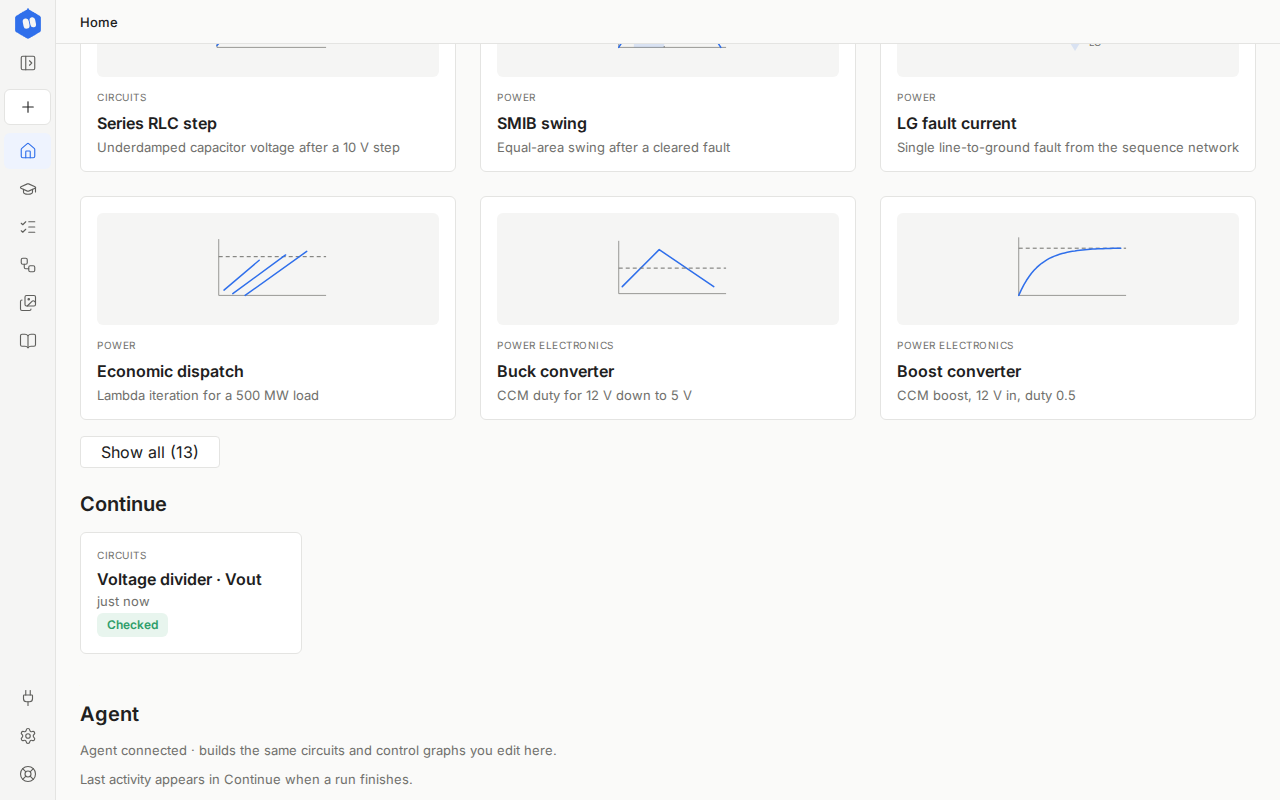 Home
CIRCUITS
Series RLC step
Underdamped capacitor voltage after a 10 V step
POWER
SMIB swing
Equal-area swing after a cleared fault
POWER
LG fault current
Single line-to-ground fault from the sequence network
POWER
Economic dispatch
Lambda iteration for a 500 MW load
POWER ELECTRONICS
Buck converter
CCM duty for 12 V down to 5 V
POWER ELECTRONICS
Boost converter
CCM boost, 12 V in, duty 0.5
Show all (13)
Continue
CIRCUITS
Voltage divider · Vout
just now
Checked
Agent
Agent connected · builds the same circuits and control graphs you edit here.
Last activity appears in Continue when a run finishes.